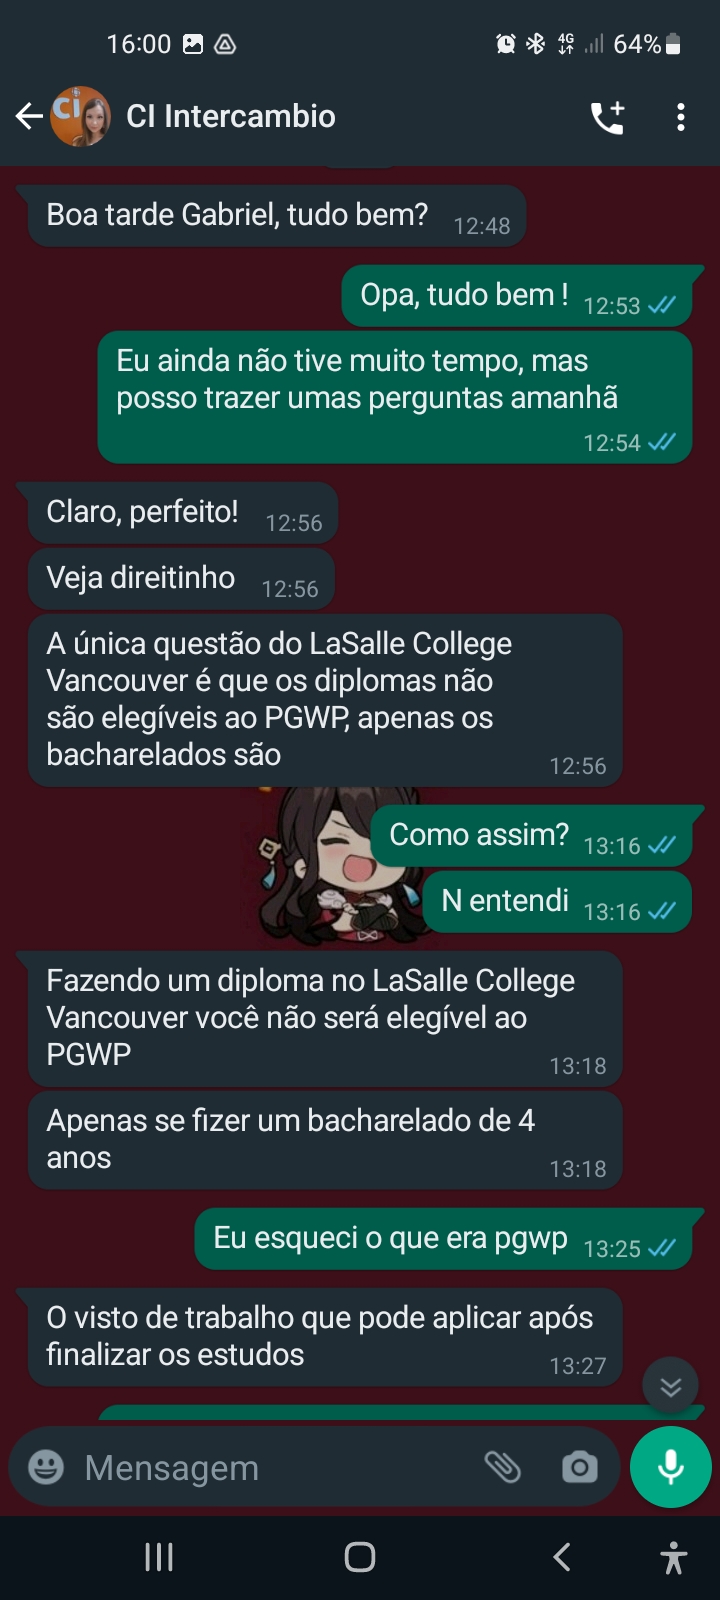 16:00
4G
64%
Ci
CI Intercambio
Boa tarde Gabriel, tudo bem? 12:48
Opa, tudo bem ! 12:53
Eu ainda não tive muito tempo, mas
posso trazer umas perguntas amanhã
12:54
Claro, perfeito! 12:56
Veja direitinho 12:56
A única questão do LaSalle College
Vancouver é que os diplomas não
são elegíveis ao PGWP, apenas os
bacharelados são 12:56
Como assim? 13:16
N entendi 13:16
Fazendo um diploma no LaSalle College
Vancouver você não será elegível ao
PGWP 13:18
Apenas se fizer um bacharelado de 4
anos 13:18
Eu esqueci o que era pgwp 13:25
O visto de trabalho que pode aplicar após
finalizar os estudos 13:27
Mensagem